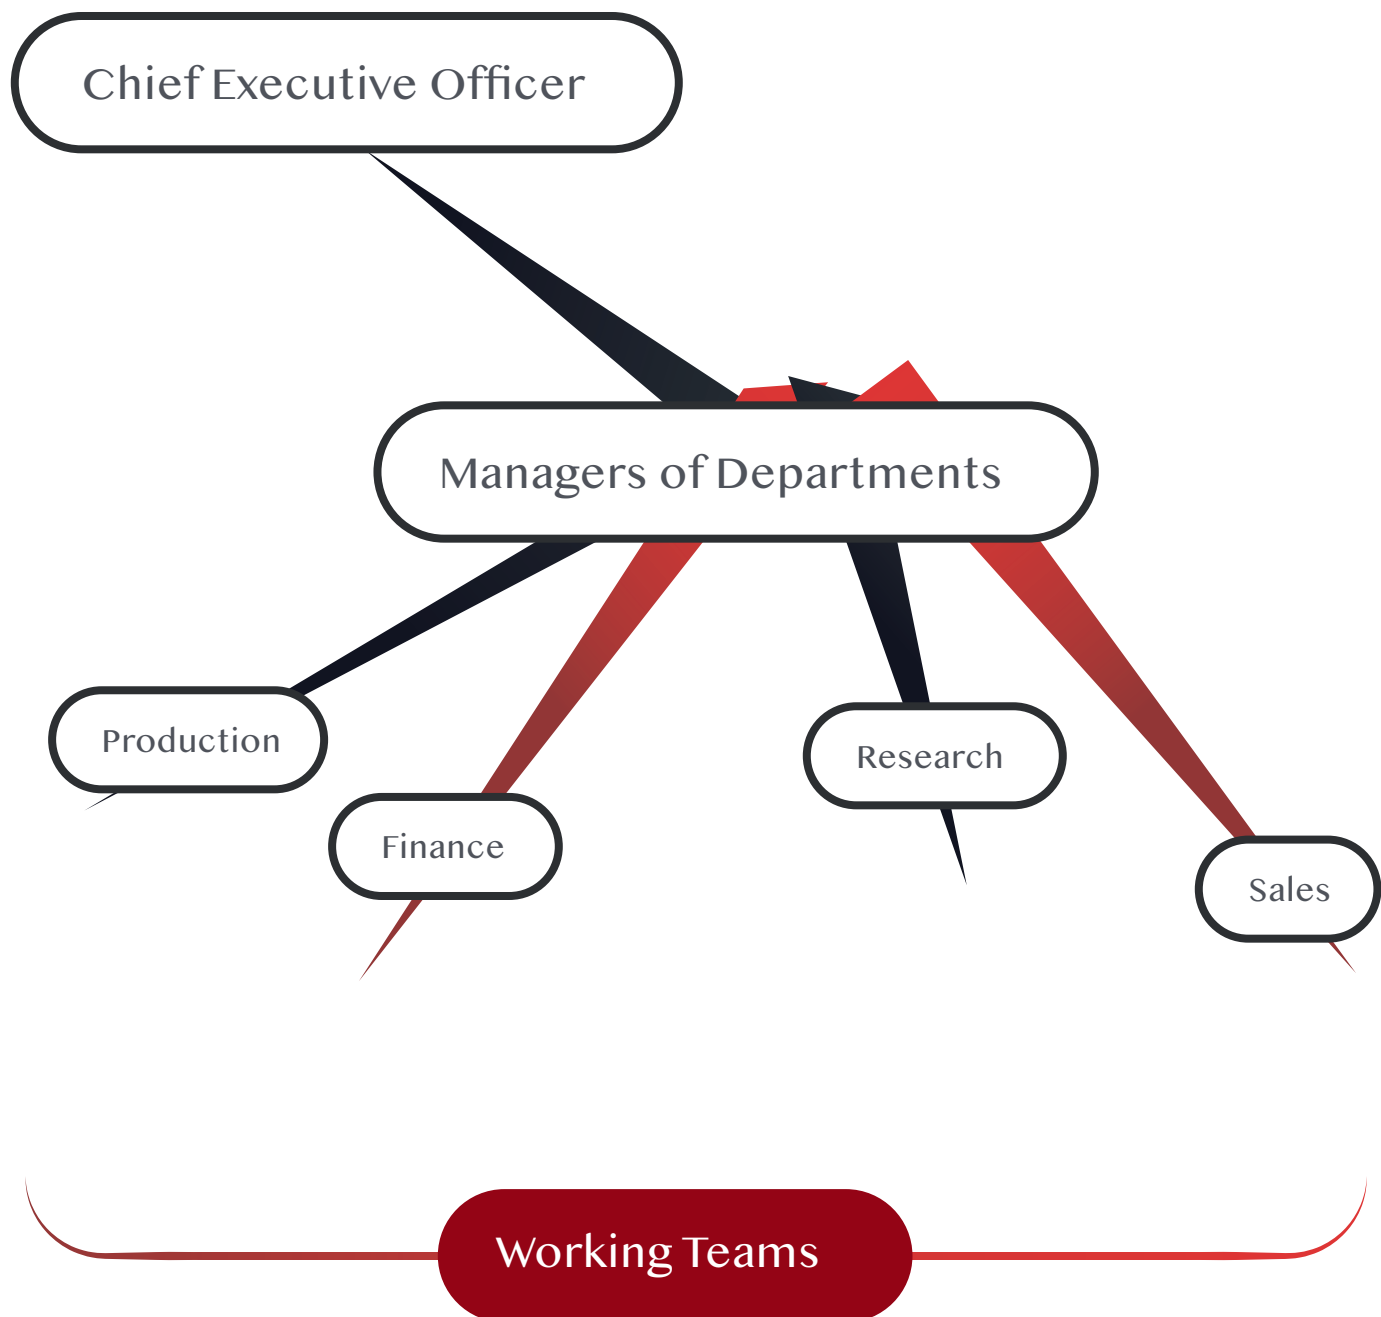 Chief Executive Officer
Managers of Departments
Production
Finance
Research
Sales
Working Teams